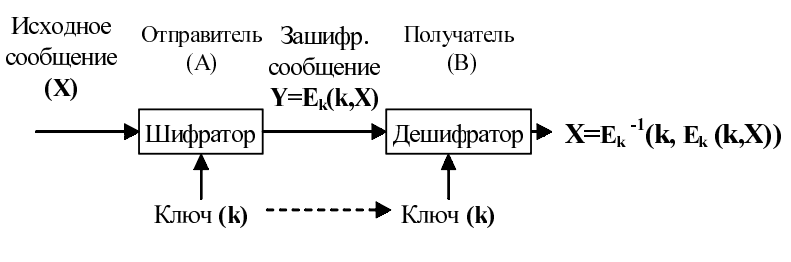 Исходное
сообщение
(X)
Отправитель
(А)
Зашифр.
сообщение
Y=Ek(k,X)
Получатель
(В)
Шифратор
Дешифратор
X=Ek -1(k, Ek (k,X))
Ключ (k)
Ключ (k)